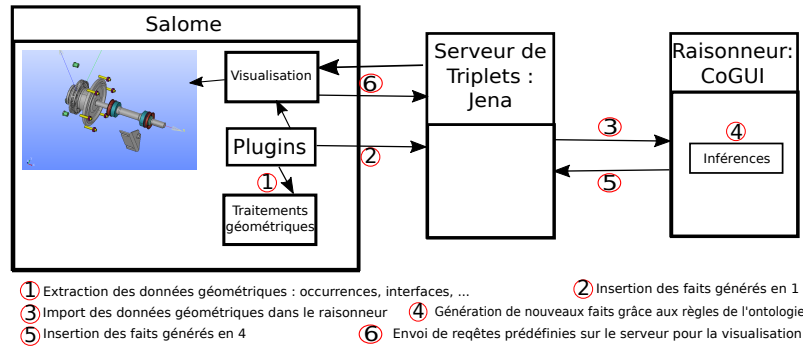 Salome
Visualisation
Plugins
Traitements
géométriques
1
2
6
Serveur de
Triplets :
Jena
3
5
Raisonneur:
CoGUI
4
Inférences
1 Extraction des données géométriques : occurrences, interfaces, ...
2 Insertion des faits générés en 1
3 Import des données géométriques dans le raisonneur
4 Génération de nouveaux faits grâce aux règles de l'ontologie
5 Insertion des faits générés en 4
6 Envoi de reqêtes prédéfinies sur le serveur pour la visualisation